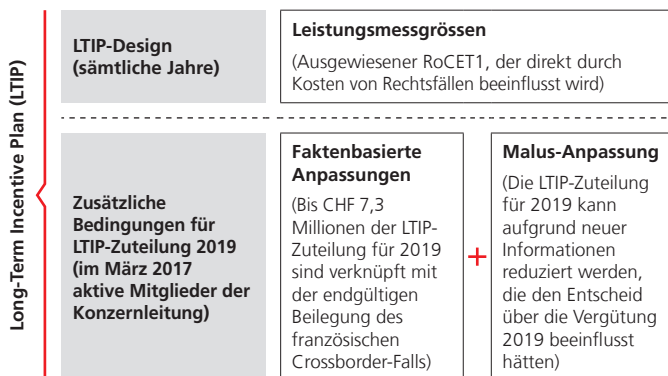 Long-Term Incentive Plan (LTIP)
LTIP-Design
(sämtliche Jahre)
Leistungsmessgrössen
(Ausgewiesener RoCET1, der direkt durch
Kosten von Rechtsfällen beeinflusst wird)
Zusätzliche
Bedingungen für
LTIP-Zuteilung 2019
(im März 2017
aktive Mitglieder der
Konzernleitung)
Faktenbasierte
Anpassungen
(Bis CHF 7,3
Millionen der LTIP-
Zuteilung für 2019
sind verknüpft mit
der endgültigen
Beilegung des
französischen
Crossborder-Falls)
+
Malus-Anpassung
(Die LTIP-Zuteilung
für 2019 kann
aufgrund neuer
Informationen
reduziert werden,
die den Entscheid
über die Vergütung
2019 beeinflusst
hätten)